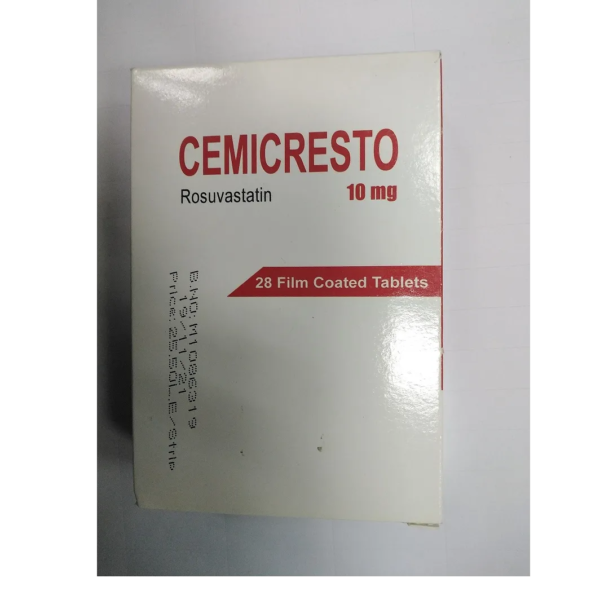 CEMICRESTO
Rosuvastatin
10 mg
28 Film Coated Tablets
B.NO:M1086319
19/11/21
Price:25.50L.E/Strip